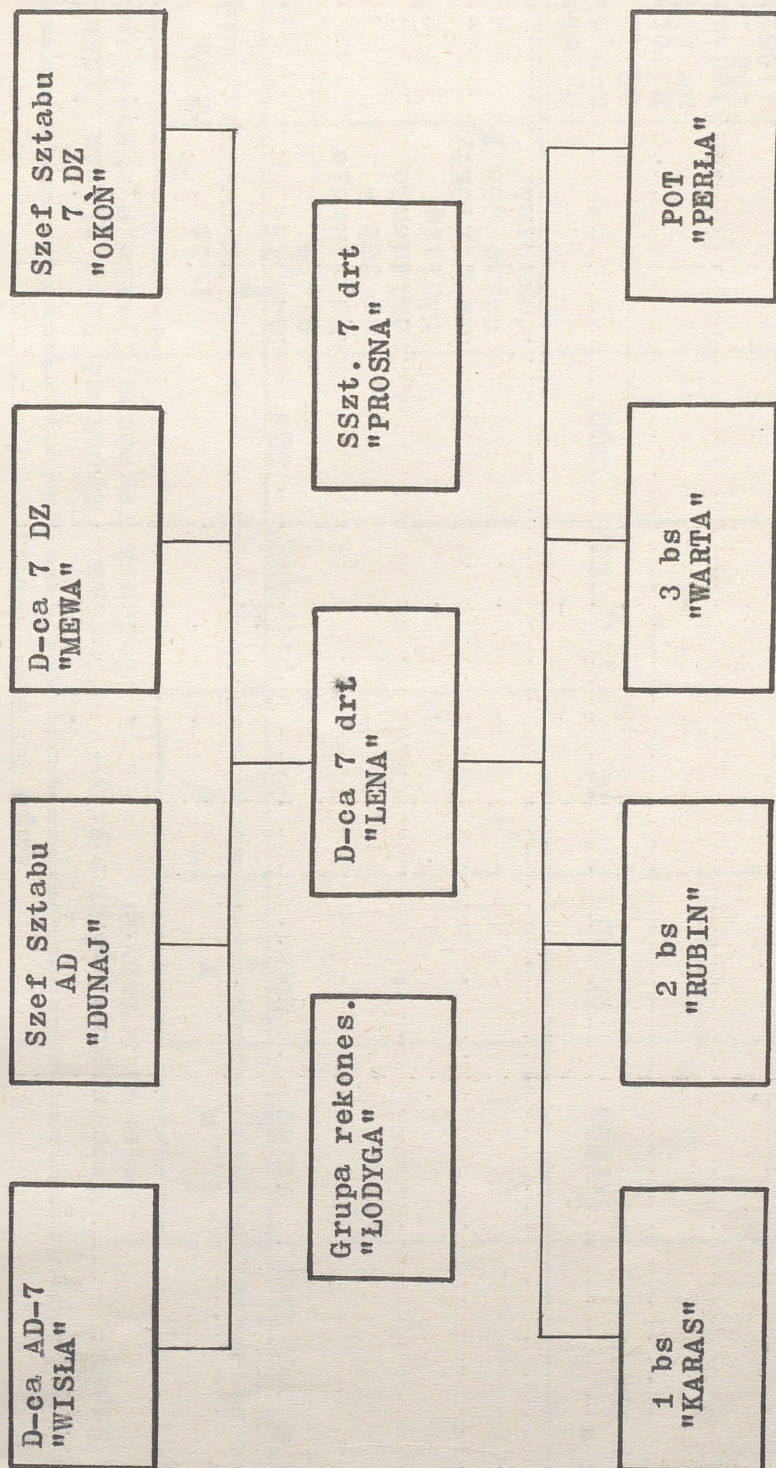 D-ca AD-7
"WISŁA"
Szef Sztabu
AD
"DUNAJ"
D-ca 7 DZ
"MEWA"
Szef Sztabu
7 DZ
"OKOŃ"
Grupa rekones.
"ŁODYGA"
D-ca 7 drt
"LENA"
SSzt. 7 drt
"PROSNA"
1 bs
"KARAS"
2 bs
"RUBIN"
3 bs
"WARTA"
POT
"PERŁA"